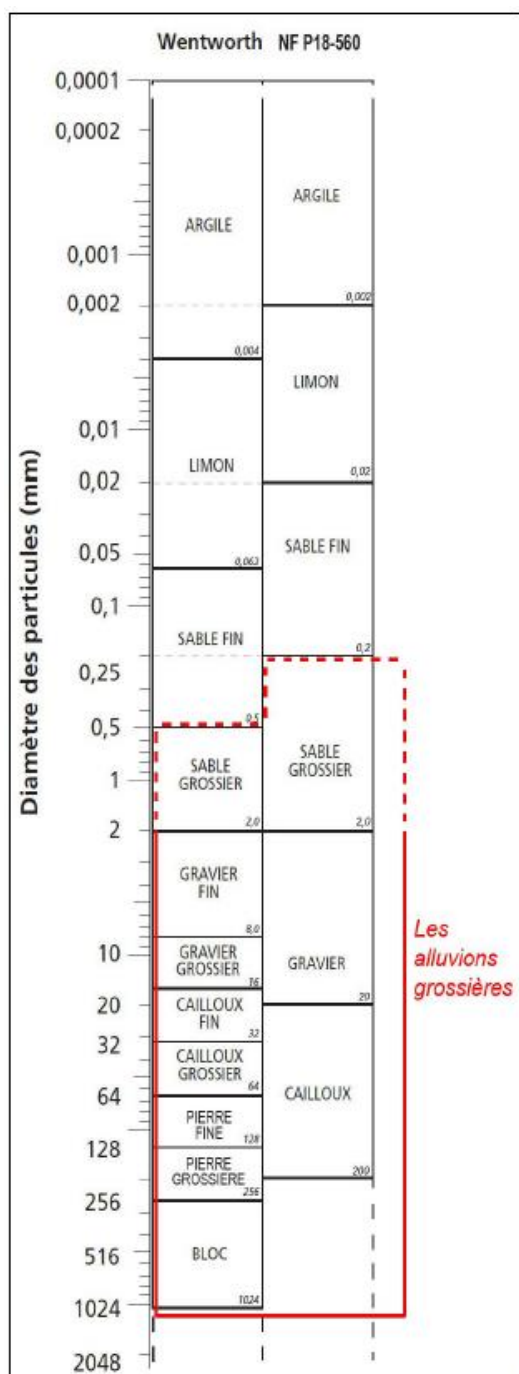 Wentworth NF P18-560
Diamètre des particules (mm)
0,0001
0,0002
0,001
0,002
0,01
0,02
0,05
0,1
0,25
0,5
1
2
10
20
32
64
128
256
516
1024
2048
ARGILE
0,004
LIMON
0,063
SABLE FIN
0,5
SABLE
GROSSIER
2,0
GRAVIER
FIN
8,0
GRAVIER
GROSSIER
16
CAILLOUX
FIN
32
CAILLOUX
GROSSIER
64
PIERRE
FINE
128
PIERRE
GROSSIERE
256
BLOC
1024
ARGILE
0,002
LIMON
0,02
SABLE FIN
0,2
SABLE
GROSSIER
2,0
GRAVIER
20
CAILLOUX
200
Les
alluvions
grossières